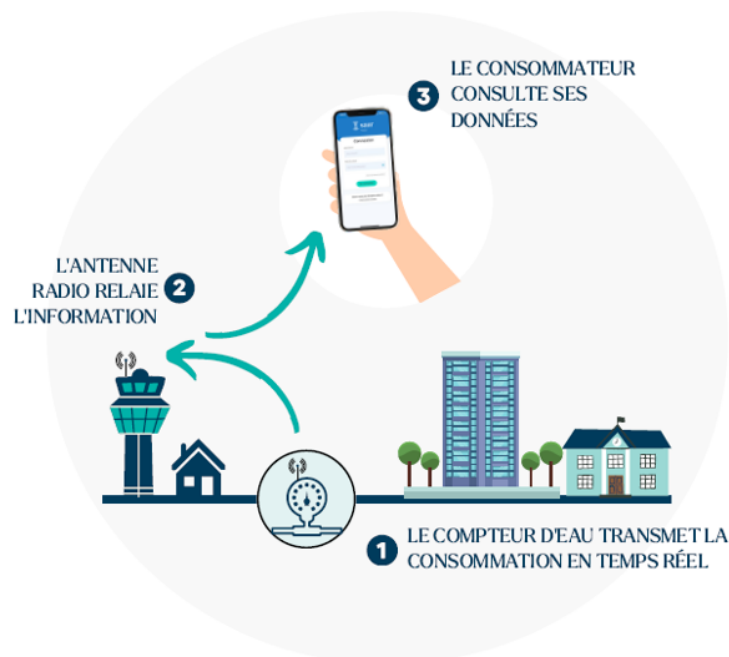 LE CONSOMMATEUR
3 CONSULTE SES
DONNÉES
L'ANTENNE
RADIO RELAIE 2
L'INFORMATION
LE COMPTEUR D'EAU TRANSMET LA
1 CONSOMMATION EN TEMPS RÉEL